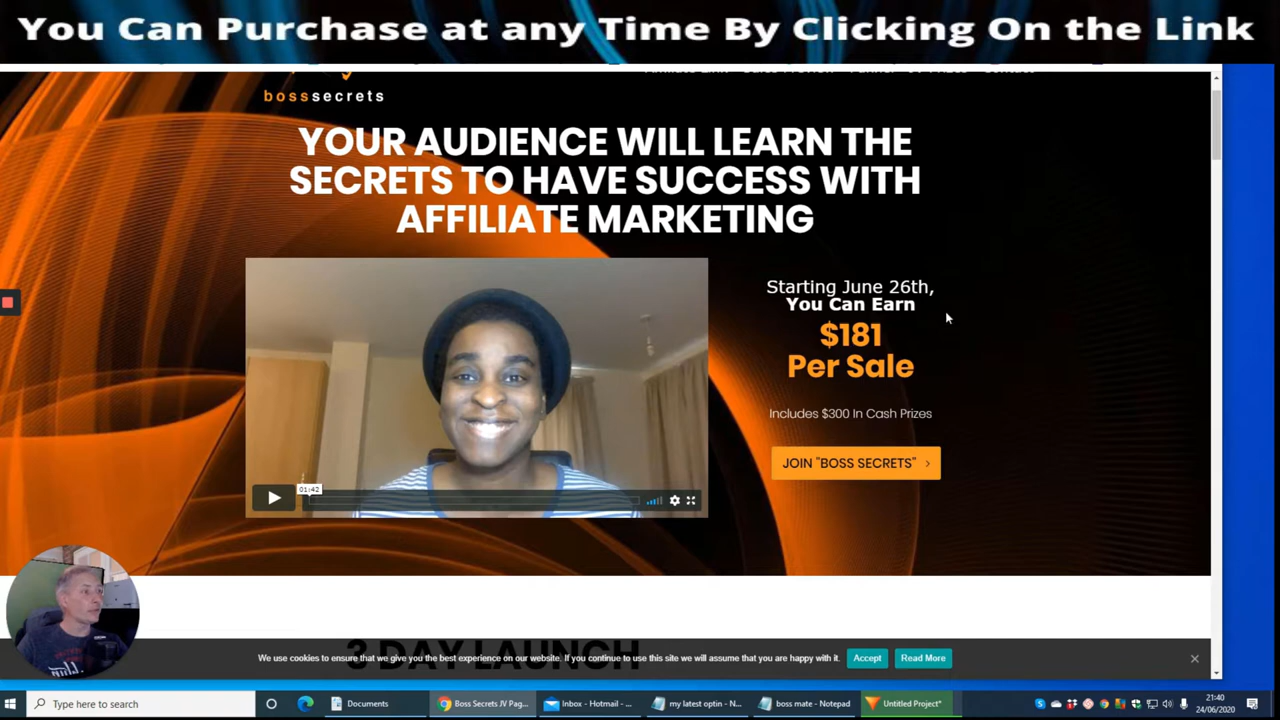 You Can Purchase at any Time By Clicking On the Link
bosssecrets
YOUR AUDIENCE WILL LEARN THE
SECRETS TO HAVE SUCCESS WITH
AFFILIATE MARKETING
Starting June 26th,
You Can Earn
$181
Per Sale
Includes $300 In Cash Prizes
JOIN "BOSS SECRETS" >
01:42
3 DAY LAUNCH
We use cookies to ensure that we give you the best experience on our website. If you continue to use this site we will assume that you are happy with it.
Accept
Read More
Type here to search
Documents
Boss Secrets JV Pag...
Inbox - Hotmail - ...
my latest optin - N...
boss mate - Notepad
Untitled Project*
21:40
24/06/2020